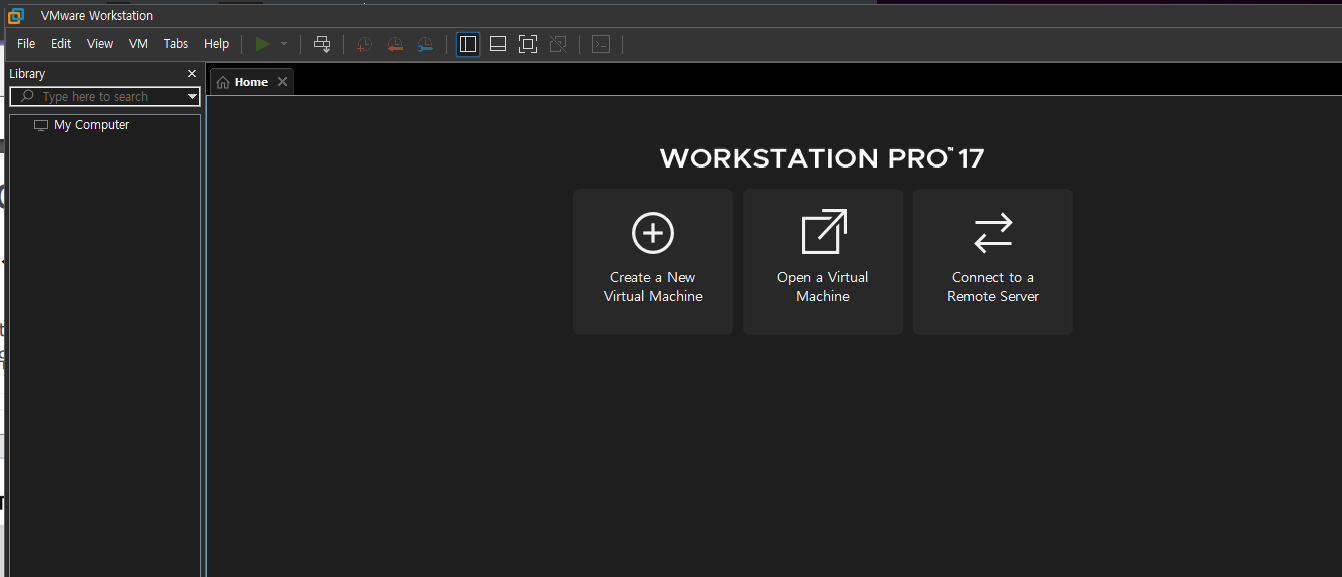 VMware Workstation
File Edit View VM Tabs Help
Library
Type here to search
My Computer
Home
WORKSTATION PRO™ 17
Create a New
Virtual Machine
Open a Virtual
Machine
Connect to a
Remote Server